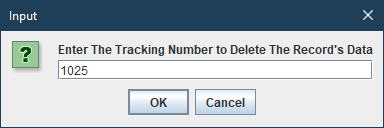 Input
Enter The Tracking Number to Delete The Record's Data
1025
OK Cancel